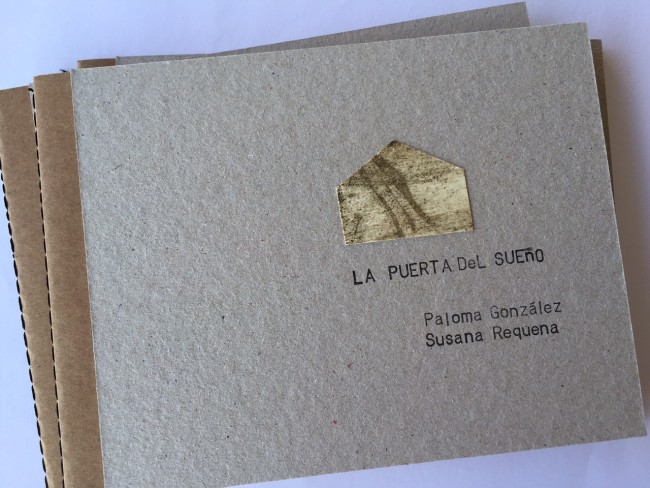 LA PUERTA DeL SUEñO
Paloma González
Susana Requena